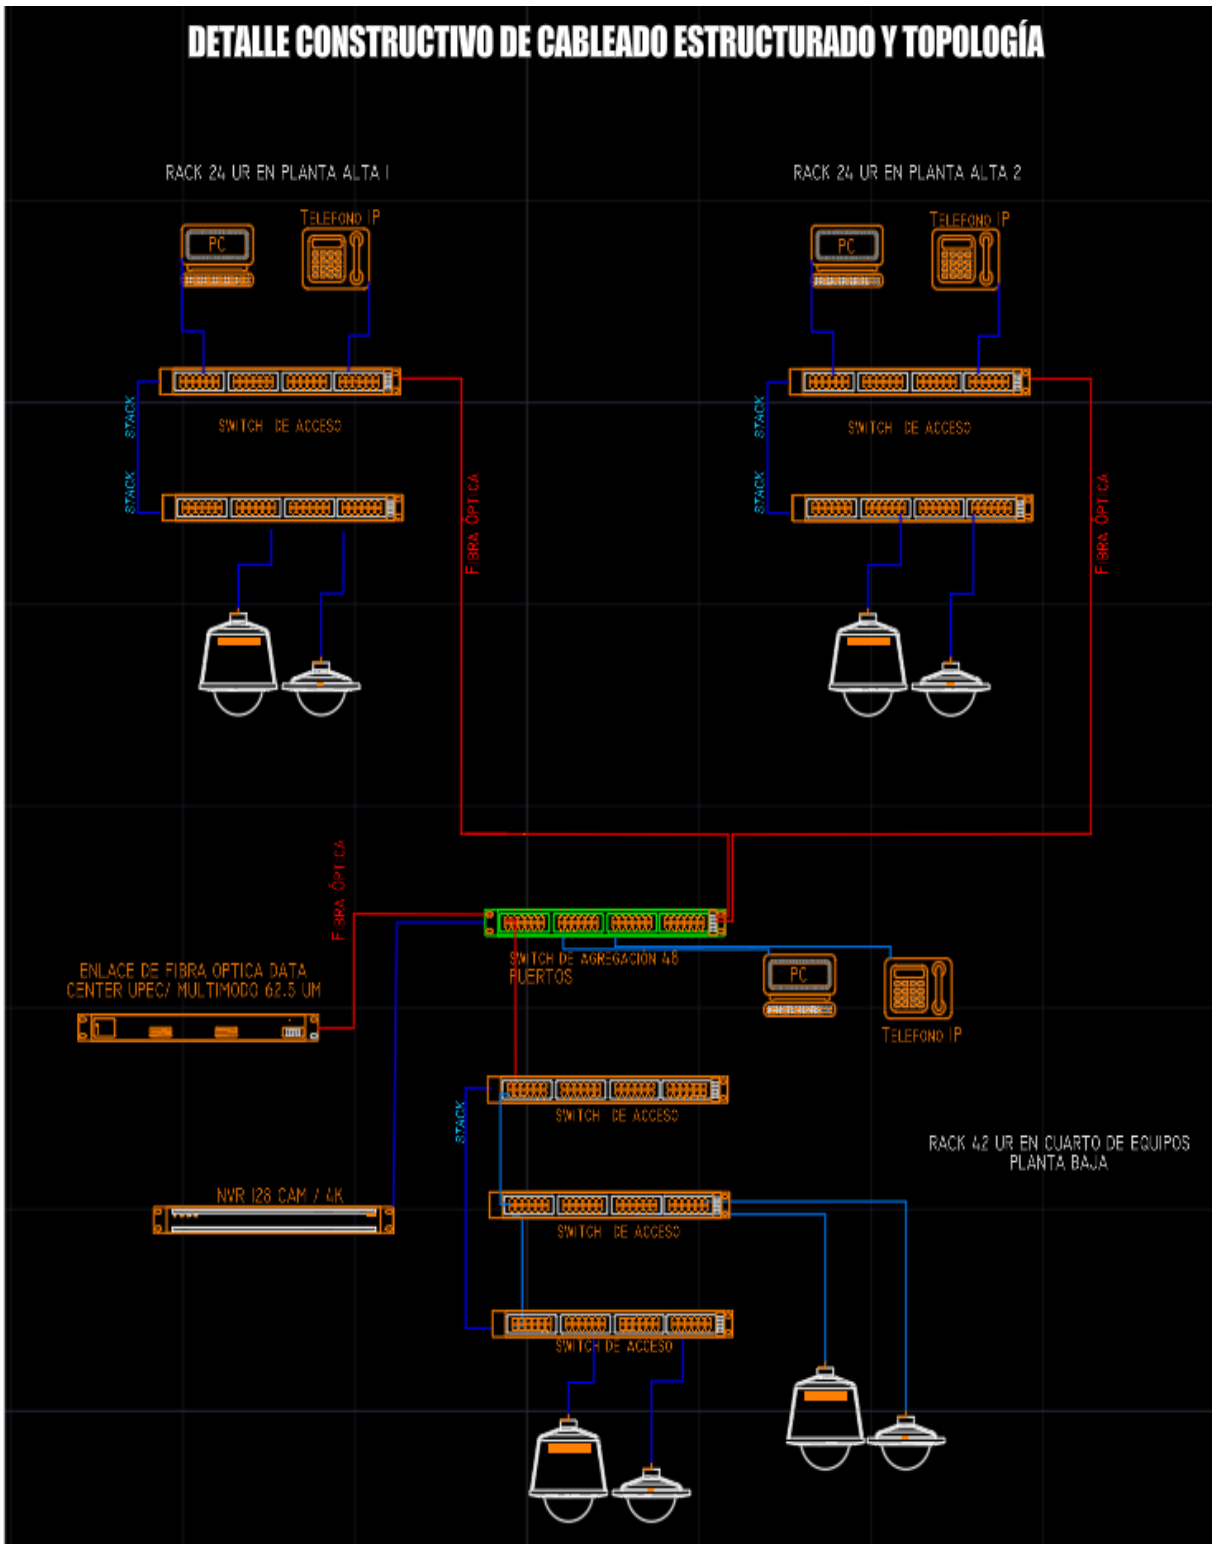 DETALLE CONSTRUCTIVO DE CABLEADO ESTRUCTURADO Y TOPOLOGÍA
RACK 24 UR EN PLANTA ALTA 1
RACK 24 UR EN PLANTA ALTA 2
TELEFONO IP
PC
TELEFONO IP
PC
STACK
SWITCH DE ACCESO
STACK
SWITCH DE ACCESO
STACK
FIBRA ÓPTICA
STACK
FIBRA ÓPTICA
FIBRA ÓPTICA
SWITCH DE AGREGACIÓN 48
PUERTOS
ENLACE DE FIBRA OPTICA DATA
CENTER UPEC/ MULTIMODO 62.5 UM
PC
TELEFONO IP
STACK
SWITCH DE ACCESO
RACK 42 UR EN CUARTO DE EQUIPOS
PLANTA BAJA
NVR 128 CAM / 4K
SWITCH DE ACCESO
SWITCH DE ACCESO